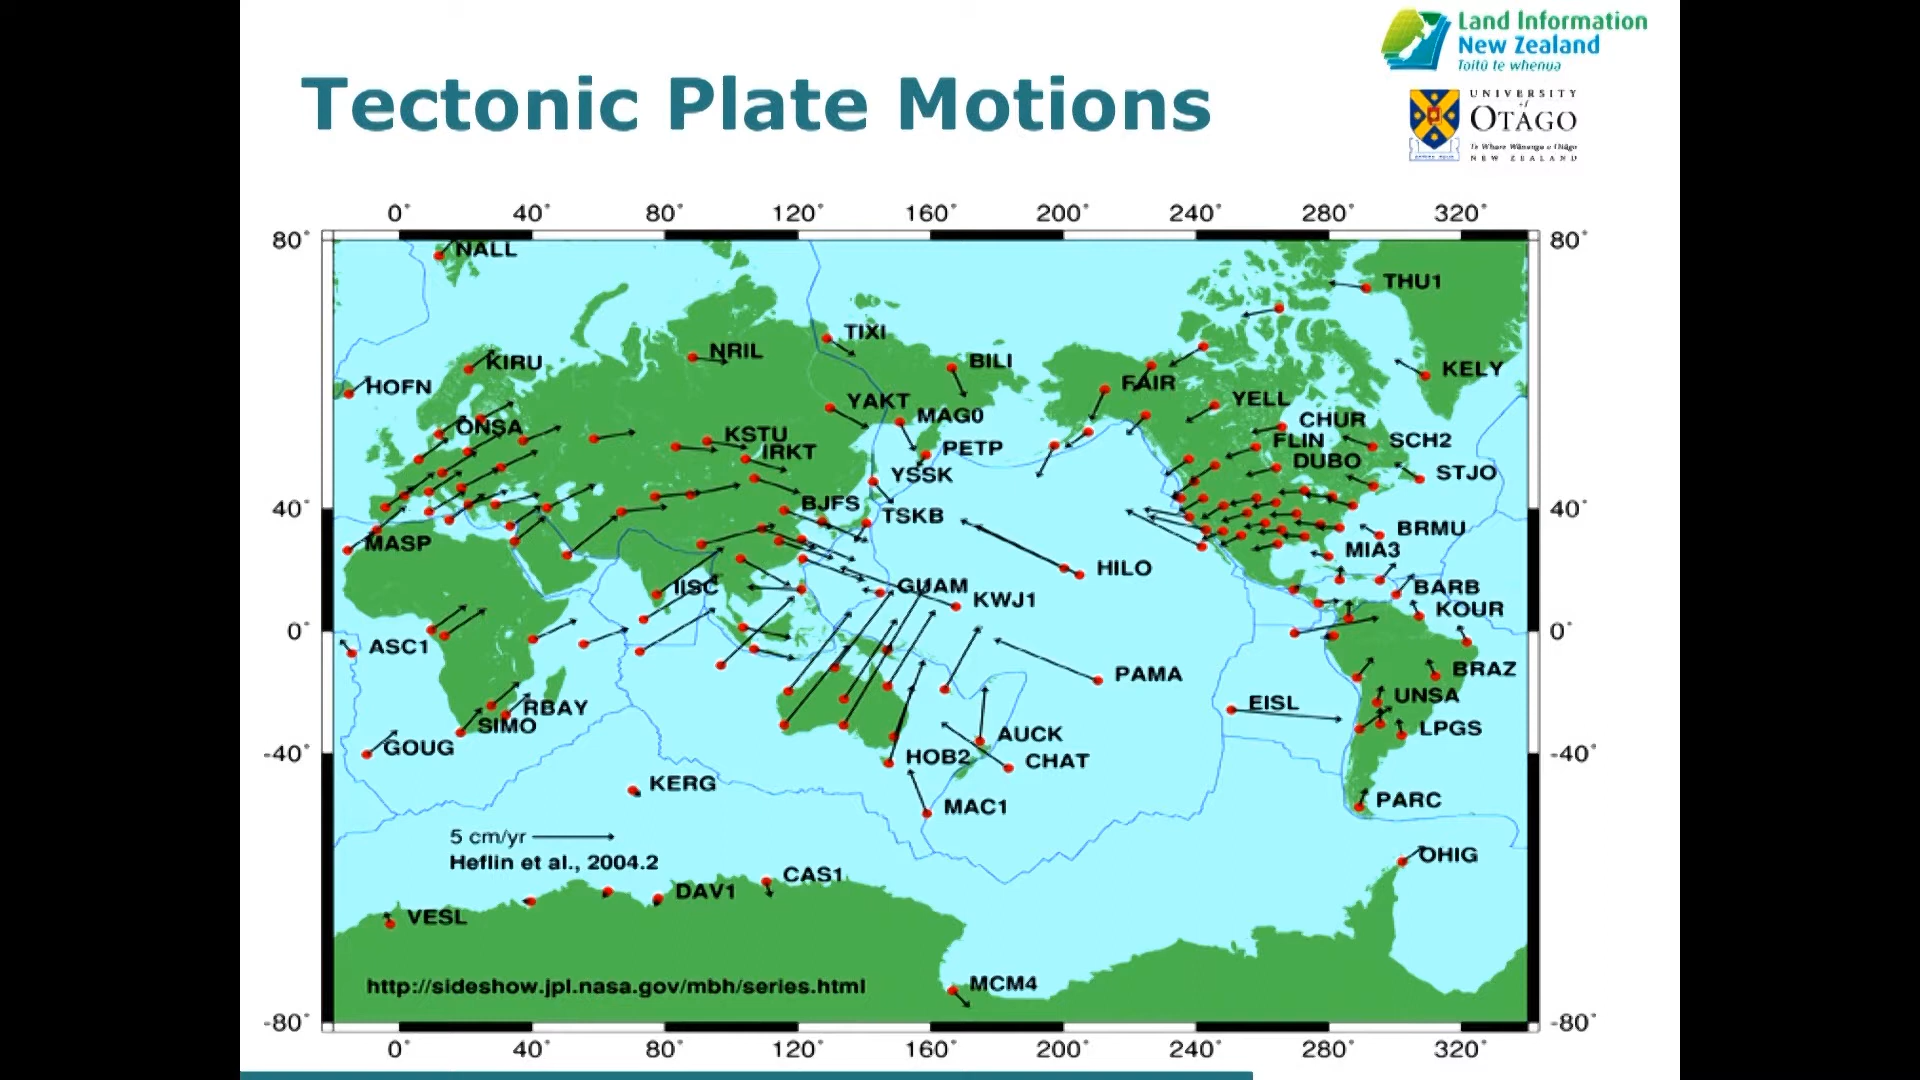 Land Information
New Zealand
Toitū te whenua
Tectonic Plate Motions
UNIVERSITY
of
OTAGO
Te Whare Wānanga o Otāgo
NEW ZEALAND
0° 40° 80° 120° 160° 200° 240° 280° 320°
80° 80°
NALL
THU1
TIXI
NRIL
BILI
KIRU
KELY
HOFN
FAIR
YELL
YAKT
MAG0
CHUR
ONSA
KSTU
PETP
FLIN
SCH2
IRKT
DUBO
YSSK
STJO
40° 40°
BJFS
TSKB
BRMU
MASP
MIA3
HILO
IISC
GUAM
BARB
KWJ1
KOUR
0° 0°
ASC1
BRAZ
PAMA
UNSA
EISL
RBAY
SIMO
LPGS
AUCK
GOUG
-40° -40°
HOB2
CHAT
KERG
PARC
MAC1
5 cm/yr
Heflin et al., 2004.2
OHIG
CAS1
DAV1
VESL
http://sideshow.jpl.nasa.gov/mbh/series.html
MCM4
-80° -80°
0° 40° 80° 120° 160° 200° 240° 280° 320°